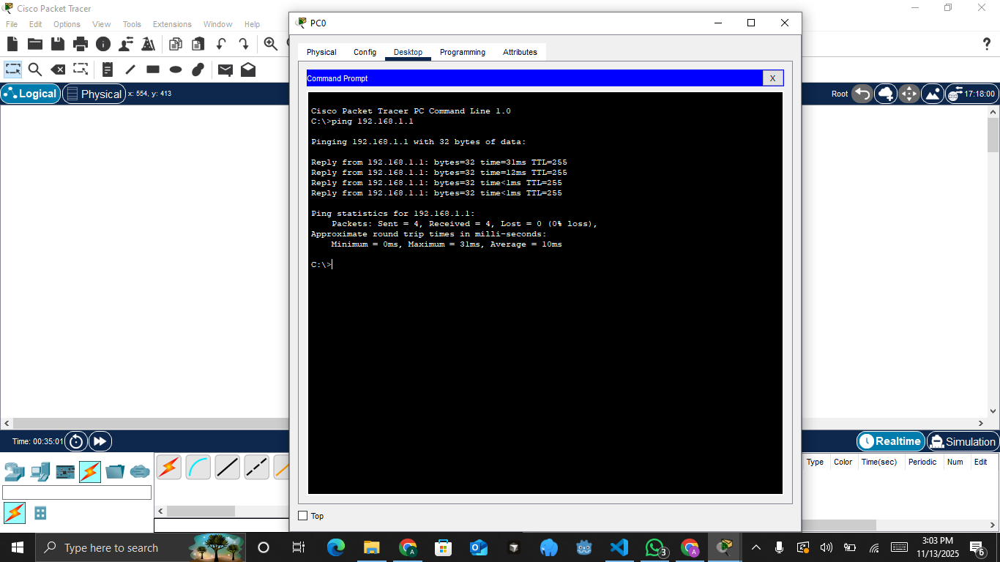 Cisco Packet Tracer
File Edit Options View Tools Extensions Window Help
Logical Physical x: 554, y: 413
Root 17:18:00
PC0
Physical Config Desktop Programming Attributes
Command Prompt X
Cisco Packet Tracer PC Command Line 1.0
C:\>ping 192.168.1.1
Pinging 192.168.1.1 with 32 bytes of data:
Reply from 192.168.1.1: bytes=32 time=31ms TTL=255
Reply from 192.168.1.1: bytes=32 time=12ms TTL=255
Reply from 192.168.1.1: bytes=32 time<1ms TTL=255
Reply from 192.168.1.1: bytes=32 time<1ms TTL=255
Ping statistics for 192.168.1.1:
Packets: Sent = 4, Received = 4, Lost = 0 (0% loss),
Approximate round trip times in milli-seconds:
Minimum = 0ms, Maximum = 31ms, Average = 10ms
C:\>
Top
Time: 00:35:01
Realtime Simulation
Type Color Time(sec) Periodic Num Edit
Type here to search
A
3
A
3:03 PM
11/13/2025
6